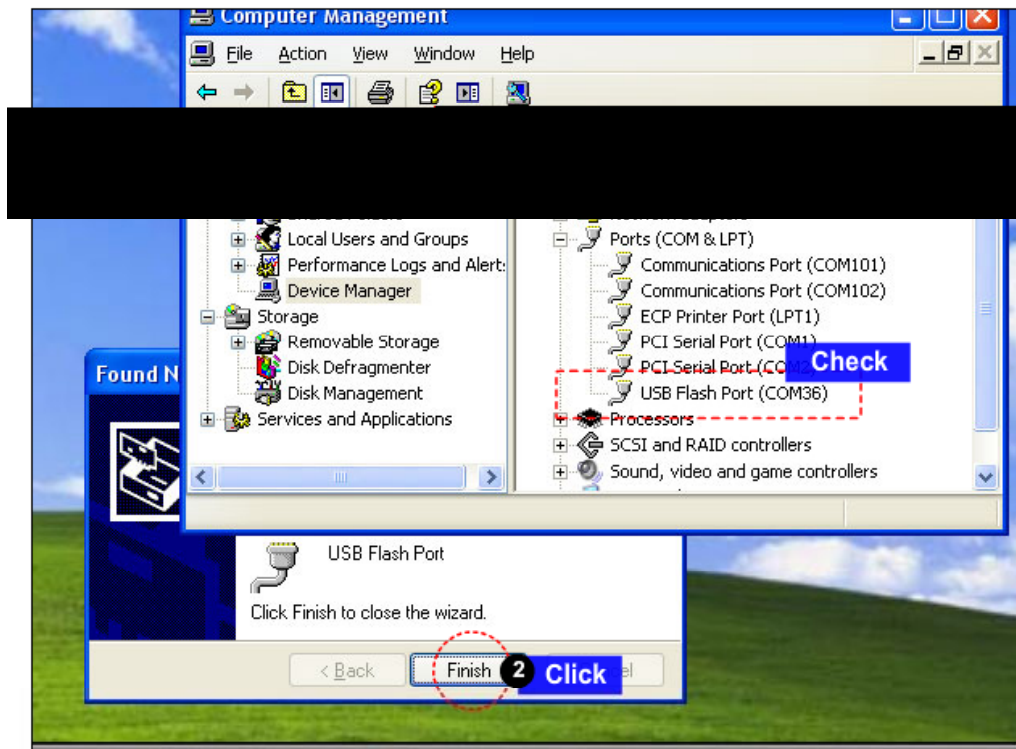 Computer Management
File Action View Window Help
Local Users and Groups
Performance Logs and Alert
Device Manager
Storage
Removable Storage
Disk Defragmenter
Disk Management
Services and Applications
Ports (COM & LPT)
Communications Port (COM101)
Communications Port (COM102)
ECP Printer Port (LPT1)
PCI Serial Port (COM1)
PCI Serial Port
Check
USB Flash Port (COM36)
Processors
SCSI and RAID controllers
Sound, video and game controllers
Found N
USB Flash Port
Click Finish to close the wizard.
< Back Finish 2 Click el